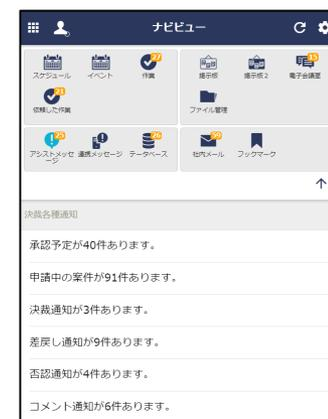 ナビビュー
スケジュール
イベント
27
作業
掲示板
掲示板2
15
電子会議室
21
依頼した作業
ファイル管理
25
アシストメッセージ
連携メッセージ
26
データベース
59
社内メール
ブックマーク
決裁各種通知
承認予定が40件あります。
申請中の案件が91件あります。
決裁通知が3件あります。
差戻し通知が9件あります。
否認通知が4件あります。
コメント通知が6件あります。